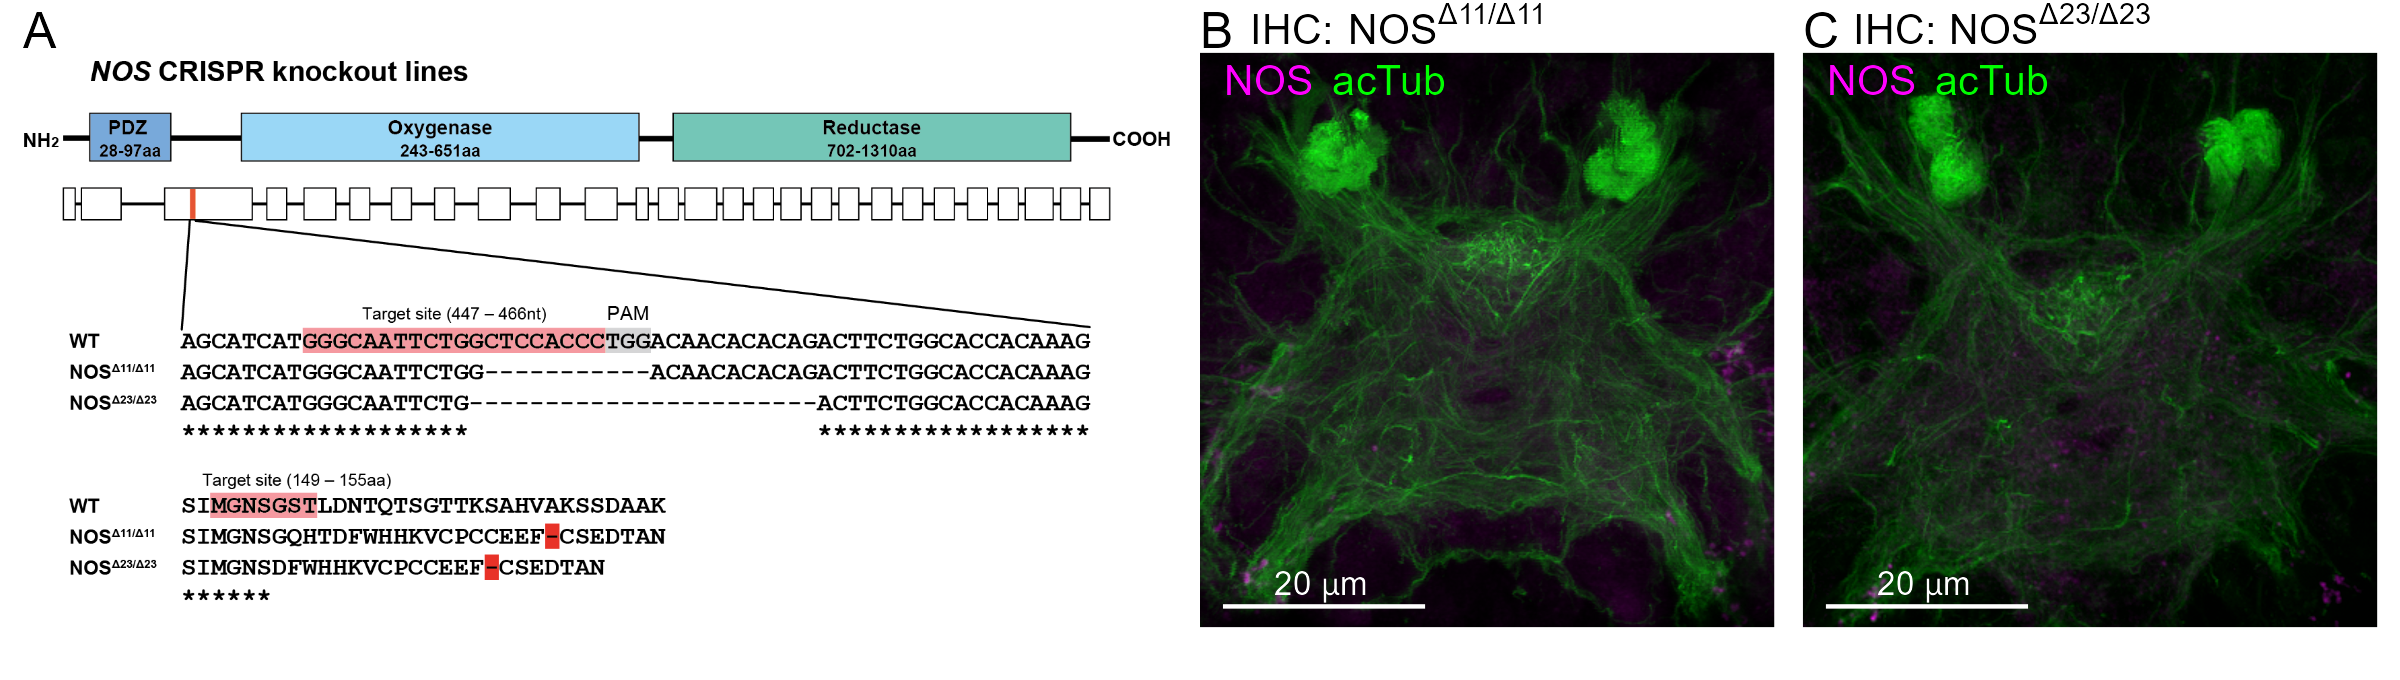 A
NOS CRISPR knockout lines
NH2
PDZ
28-97aa
Oxygenase
243-651aa
Reductase
702-1310aa
COOH
Target site (447 – 466nt) PAM
WT AGCATCATGGGCAATTCTGGCTCCACCCTGGACAACACACAGACTTCTGGCACCACAAAG
NOSΔ11/Δ11 AGCATCATGGGCAATTCTGG-----------ACAACACACAGACTTCTGGCACCACAAAG
NOSΔ23/Δ23 AGCATCATGGGCAATTCTG-----------------------ACTTCTGGCACCACAAAG
******************* ******************
Target site (149 – 155aa)
WT SIMGNSGSTLDNTQTSGTTKSAHVAKSSDAAK
NOSΔ11/Δ11 SIMGNSGQHTDFWHHKVCPCCEEF-CSEDTAN
NOSΔ23/Δ23 SIMGNSDFWHHKVCPCCEEF-CSEDTAN
******
B IHC: NOSΔ11/Δ11
NOS acTub
20 µm
C IHC: NOSΔ23/Δ23
NOS acTub
20 µm